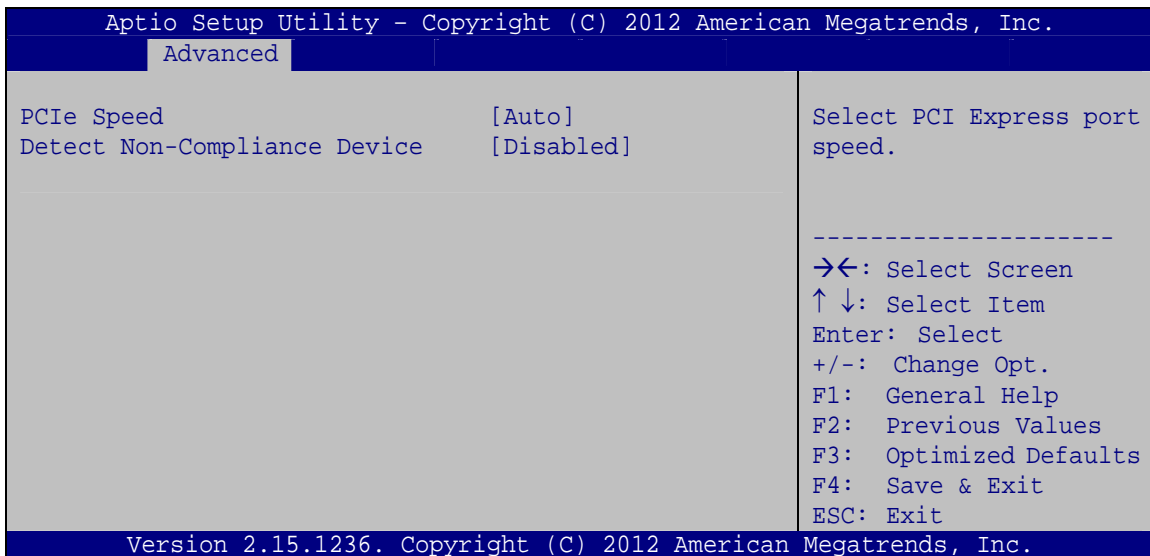 Aptio Setup Utility – Copyright (C) 2012 American Megatrends, Inc.
Advanced
PCIe Speed [Auto]
Detect Non-Compliance Device [Disabled]
Select PCI Express port
speed.
---------------------
→←: Select Screen
↑ ↓: Select Item
Enter: Select
+/-: Change Opt.
F1: General Help
F2: Previous Values
F3: Optimized Defaults
F4: Save & Exit
ESC: Exit
Version 2.15.1236. Copyright (C) 2012 American Megatrends, Inc.